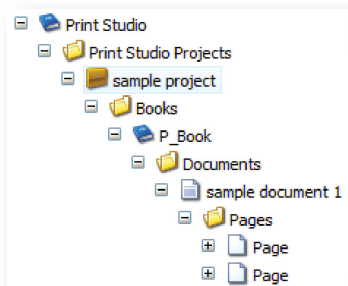 Print Studio
Print Studio Projects
sample project
Books
P_Book
Documents
sample document 1
Pages
Page
Page